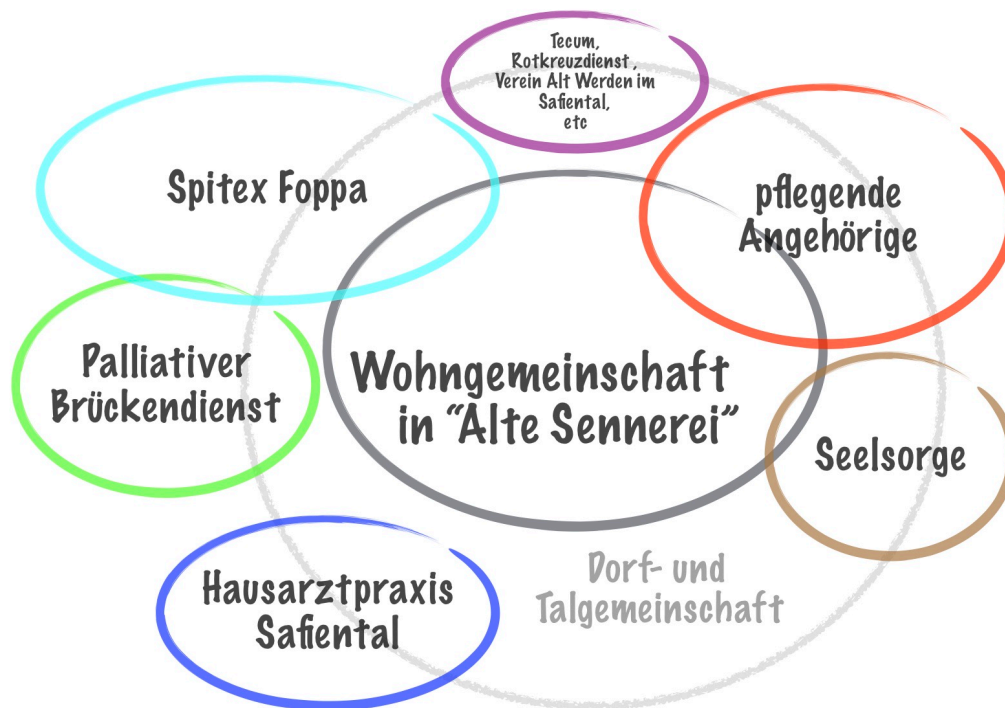 Tecum,
Rotkreuzdienst ,
Verein Alt Werden im
Safiental,
etc
Spitex Foppa
pflegende
Angehörige
Palliativer
Brückendienst
Wohngemeinschaft
in “Alte Sennerei”
Seelsorge
Hausarztpraxis
Safiental
Dorf- und
Talgemeinschaft